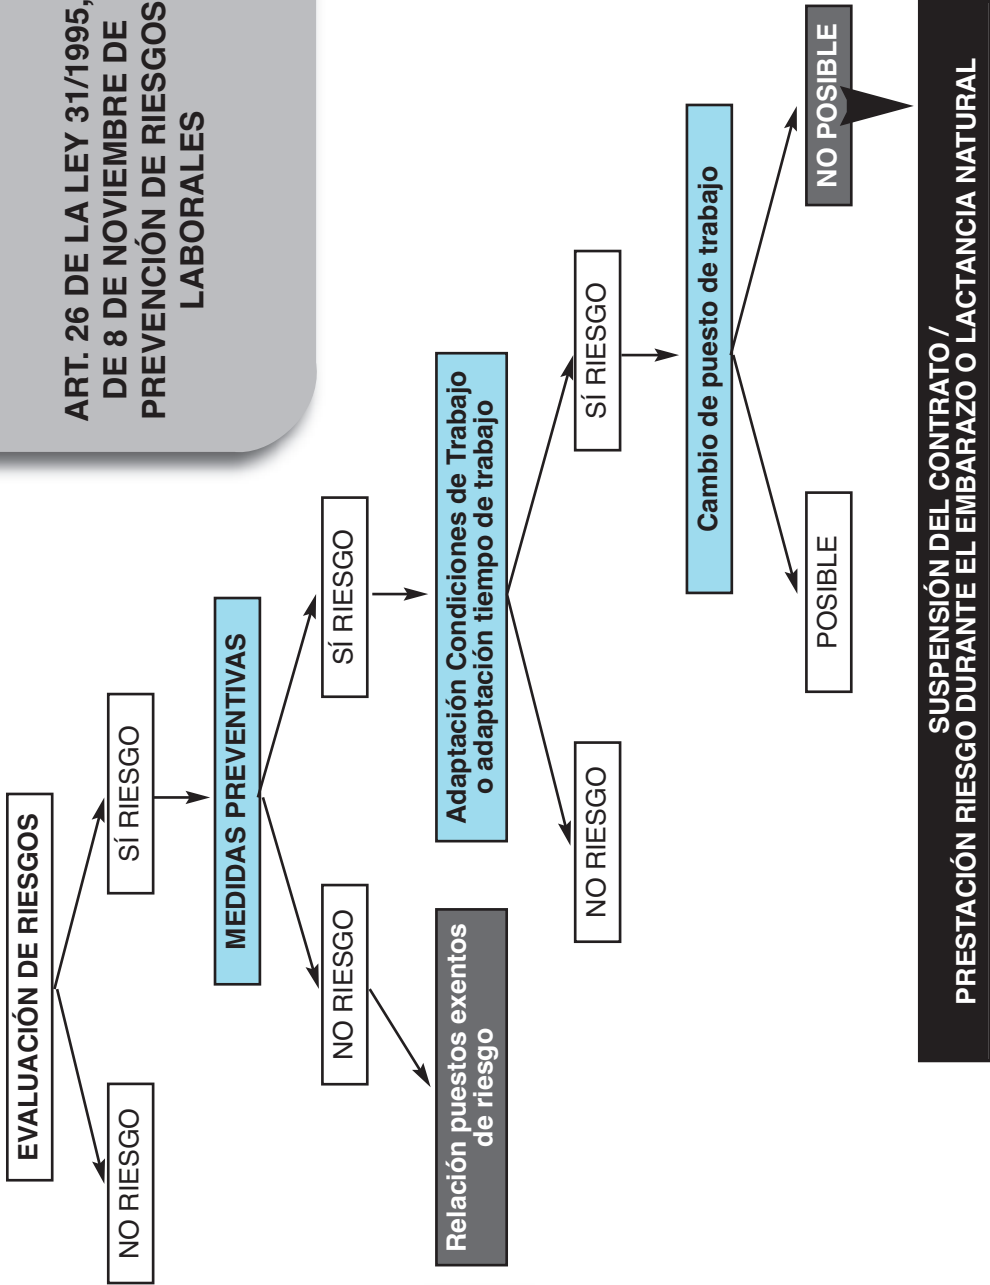 ART. 26 DE LA LEY 31/1995,
DE 8 DE NOVIEMBRE DE
PREVENCIÓN DE RIESGOS
LABORALES
EVALUACIÓN DE RIESGOS
NO RIESGO
SÍ RIESGO
MEDIDAS PREVENTIVAS
NO RIESGO
SÍ RIESGO
Relación puestos exentos
de riesgo
Adaptación Condiciones de Trabajo
o adaptación tiempo de trabajo
NO RIESGO
SÍ RIESGO
Cambio de puesto de trabajo
POSIBLE
NO POSIBLE
SUSPENSIÓN DEL CONTRATO /
PRESTACIÓN RIESGO DURANTE EL EMBARAZO O LACTANCIA NATURAL